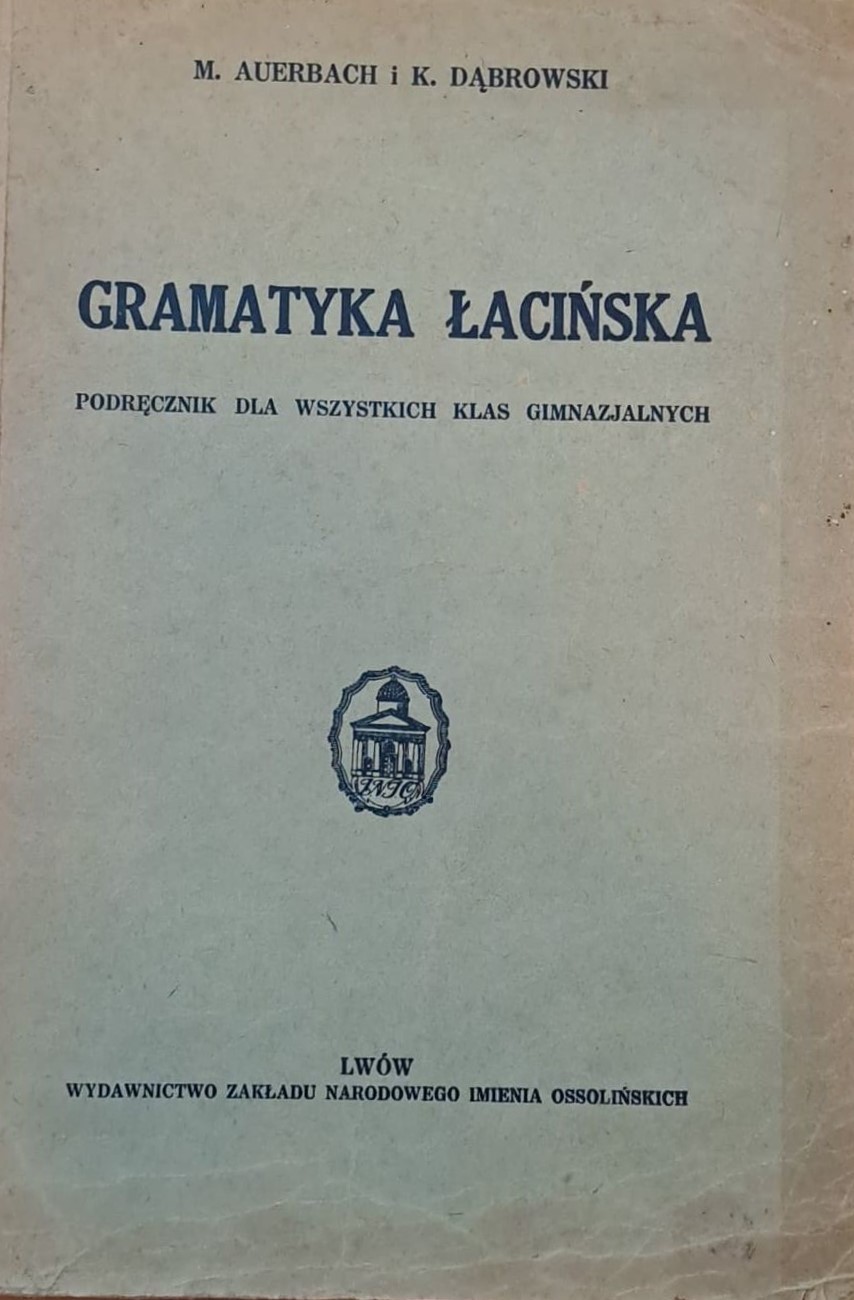 M. AUERBACH i K. DĄBROWSKI
GRAMATYKA ŁACIŃSKA
PODRĘCZNIK DLA WSZYSTKICH KLAS GIMNAZJALNYCH
LWÓW
WYDAWNICTWO ZAKŁADU NARODOWEGO IMIENIA OSSOLIŃSKICH